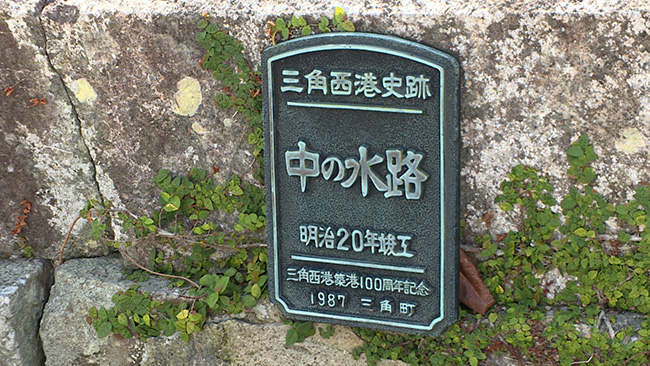 三角西港史跡
中の水路
明治20年竣工
三角西港築港100周年記念
1987 三角町